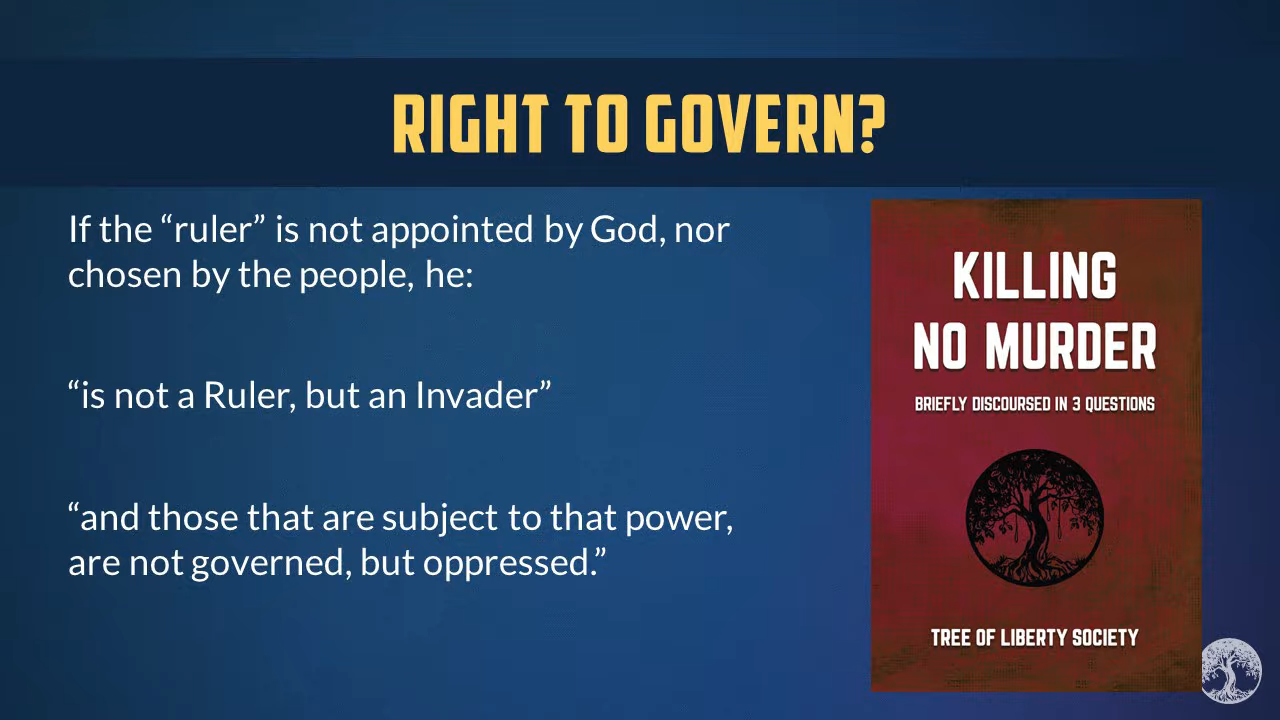 RIGHT TO GOVERN?
If the “ruler” is not appointed by God, nor
chosen by the people, he:
“is not a Ruler, but an Invader”
“and those that are subject to that power,
are not governed, but oppressed.”
KILLING
NO MURDER
BRIEFLY DISCOURSED IN 3 QUESTIONS
TREE OF LIBERTY SOCIETY